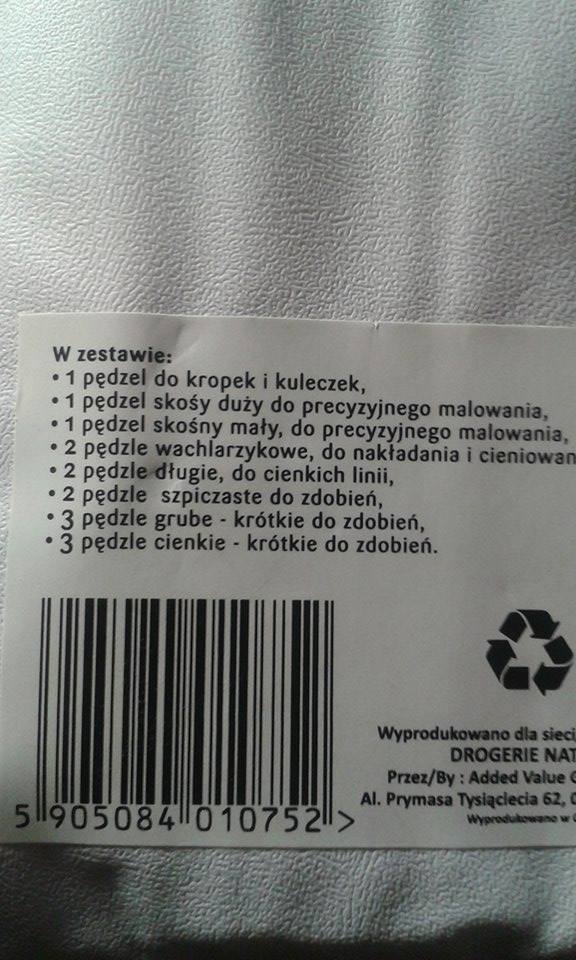 W zestawie:
• 1 pędzel do kropek i kuleczek,
• 1 pędzel skośy duży do precyzyjnego malowania,
• 1 pędzel skośny mały, do precyzyjnego malowania,
• 2 pędzle wachlarzykowe, do nakładania i cieniowan
• 2 pędzle długie, do cienkich linii,
• 2 pędzle szpiczaste do zdobień,
• 3 pędzle grube - krótkie do zdobień,
• 3 pędzle cienkie - krótkie do zdobień.
Wyprodukowano dla sieci
DROGERIE NAT
Przez/By : Added Value
Al. Prymasa Tysiąclecia 62,
Wyprodukowano w
5 905084 010752 >